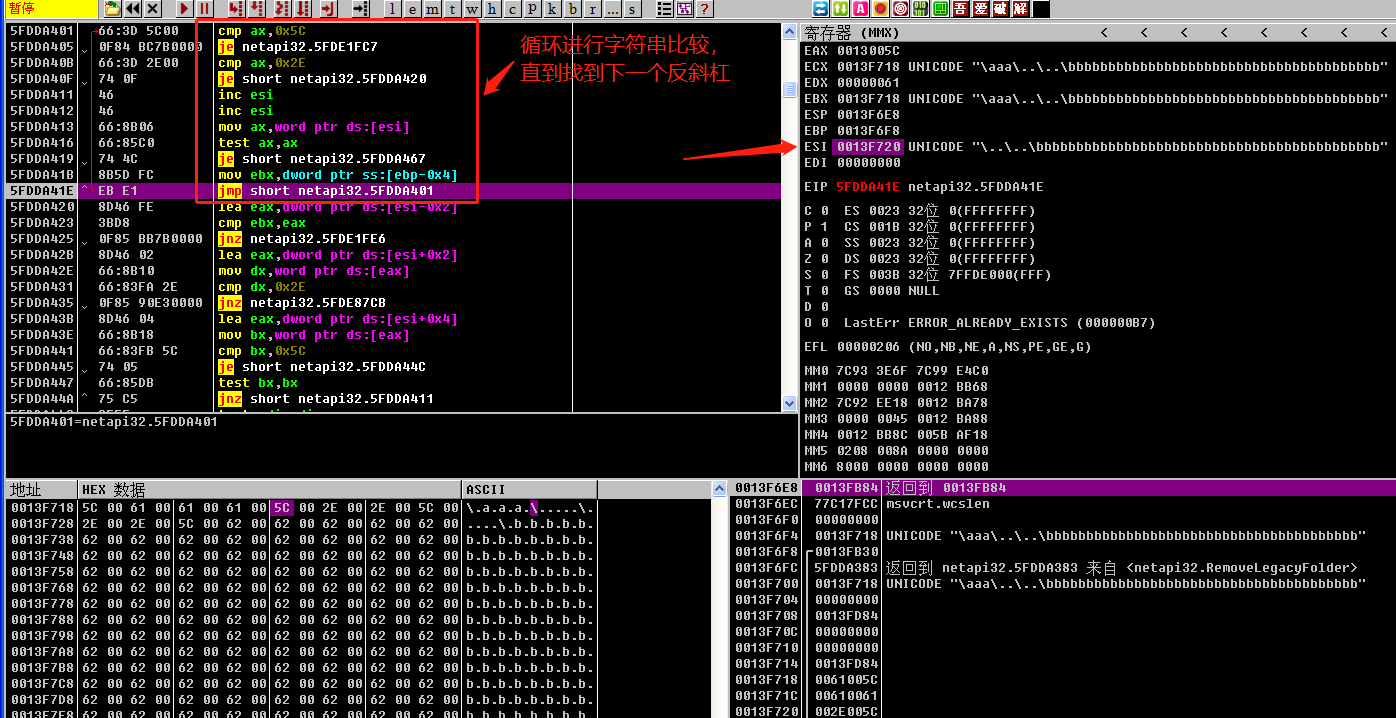 暂停
l e m t w h c p k b r ... s ?
吾 爱 破 解
5FDDA401 66:3D 5C00 cmp ax,0x5C
5FDDA405 0F84 BC7B0000 je netapi32.5FDE1FC7
5FDDA40B 66:3D 2E00 cmp ax,0x2E
5FDDA40F 74 0F je short netapi32.5FDDA420
5FDDA411 46 inc esi
5FDDA412 46 inc esi
5FDDA413 66:8B06 mov ax,word ptr ds:[esi]
5FDDA416 66:85C0 test ax,ax
5FDDA419 74 4C je short netapi32.5FDDA467
5FDDA41B 8B5D FC mov ebx,dword ptr ss:[ebp-0x4]
5FDDA41E EB E1 jmp short netapi32.5FDDA401
5FDDA420 8D46 FE lea eax,dword ptr ds:[esi-0x2]
5FDDA423 3BD8 cmp ebx,eax
5FDDA425 0F85 BB7B0000 jnz netapi32.5FDE1FE6
5FDDA42B 8D46 02 lea eax,dword ptr ds:[esi+0x2]
5FDDA42E 66:8B10 mov dx,word ptr ds:[eax]
5FDDA431 66:83FA 2E cmp dx,0x2E
5FDDA435 0F85 90E30000 jnz netapi32.5FDE87CB
5FDDA43B 8D46 04 lea eax,dword ptr ds:[esi+0x4]
5FDDA43E 66:8B18 mov bx,word ptr ds:[eax]
5FDDA441 66:83FB 5C cmp bx,0x5C
5FDDA445 74 05 je short netapi32.5FDDA44C
5FDDA447 66:85DB test bx,bx
5FDDA44A 75 C5 jnz short netapi32.5FDDA411
循环进行字符串比较，
直到找到下一个反斜杠
5FDDA401=netapi32.5FDDA401
寄存器 (MMX) < < < < < < < <
EAX 0013005C
ECX 0013F718 UNICODE "\aaa\..\..\bbbbbbbbbbbbbbbbbbbbbbbbbbbbbbbbbbbbbbb"
EDX 00000061
EBX 0013F718 UNICODE "\aaa\..\..\bbbbbbbbbbbbbbbbbbbbbbbbbbbbbbbbbbbbbbb"
ESP 0013F6E8
EBP 0013F6F8
ESI 0013F720 UNICODE "\..\..\bbbbbbbbbbbbbbbbbbbbbbbbbbbbbbbbbbbbbbbbbbb"
EDI 00000000
EIP 5FDDA41E netapi32.5FDDA41E
C 0 ES 0023 32位 0(FFFFFFFF)
P 1 CS 001B 32位 0(FFFFFFFF)
A 0 SS 0023 32位 0(FFFFFFFF)
Z 0 DS 0023 32位 0(FFFFFFFF)
S 0 FS 003B 32位 7FFDE000(FFF)
T 0 GS 0000 NULL
D 0
O 0 LastErr ERROR_ALREADY_EXISTS (000000B7)
EFL 00000206 (NO,NB,NE,A,NS,PE,GE,G)
MM0 7C93 3E6F 7C99 E4C0
MM1 0000 0000 0012 BB68
MM2 7C92 EE18 0012 BA78
MM3 0000 0045 0012 BA88
MM4 0012 BB8C 005B AF18
MM5 0208 008A 0000 0000
MM6 8000 0000 0000 0000
地址 HEX 数据 ASCII
0013F718 5C 00 61 00 61 00 61 00 5C 00 2E 00 2E 00 5C 00 \.a.a.a.\.....\.
0013F728 2E 00 2E 00 5C 00 62 00 62 00 62 00 62 00 62 00 ....\.b.b.b.b.b.
0013F738 62 00 62 00 62 00 62 00 62 00 62 00 62 00 62 00 b.b.b.b.b.b.b.b.
0013F748 62 00 62 00 62 00 62 00 62 00 62 00 62 00 62 00 b.b.b.b.b.b.b.b.
0013F758 62 00 62 00 62 00 62 00 62 00 62 00 62 00 62 00 b.b.b.b.b.b.b.b.
0013F768 62 00 62 00 62 00 62 00 62 00 62 00 62 00 62 00 b.b.b.b.b.b.b.b.
0013F778 62 00 62 00 62 00 62 00 62 00 62 00 62 00 62 00 b.b.b.b.b.b.b.b.
0013F788 62 00 62 00 62 00 62 00 62 00 62 00 62 00 62 00 b.b.b.b.b.b.b.b.
0013F798 62 00 62 00 62 00 62 00 62 00 62 00 62 00 62 00 b.b.b.b.b.b.b.b.
0013F7A8 62 00 62 00 62 00 62 00 62 00 62 00 62 00 62 00 b.b.b.b.b.b.b.b.
0013F7B8 62 00 62 00 62 00 62 00 62 00 62 00 62 00 62 00 b.b.b.b.b.b.b.b.
0013F7C8 62 00 62 00 62 00 62 00 62 00 62 00 62 00 62 00 b.b.b.b.b.b.b.b.
0013F7D8 62 00 62 00 62 00 62 00 62 00 62 00 62 00 62 00 b.b.b.b.b.b.b.b.
0013F7E8 62 00 62 00 62 00 62 00 62 00 62 00 62 00 62 00 b.b.b.b.b.b.b.b.
0013F6E8 0013FB84 返回到 0013FB84
0013F6EC 77C17FCC msvcrt.wcslen
0013F6F0 00000000
0013F6F4 0013F718 UNICODE "\aaa\..\..\bbbbbbbbbbbbbbbbbbbbbbbbbbbbbbbbbbbbbbb"
0013F6F8 0013FB30
0013F6FC 5FDDA383 返回到 netapi32.5FDDA383 来自 <netapi32.RemoveLegacyFolder>
0013F700 0013F718 UNICODE "\aaa\..\..\bbbbbbbbbbbbbbbbbbbbbbbbbbbbbbbbbbbbbbb"
0013F704 00000000
0013F708 0013FD84
0013F70C 00000000
0013F710 00000000
0013F714 0013FD84
0013F718 0061005C
0013F71C 00610061
0013F720 002E005C